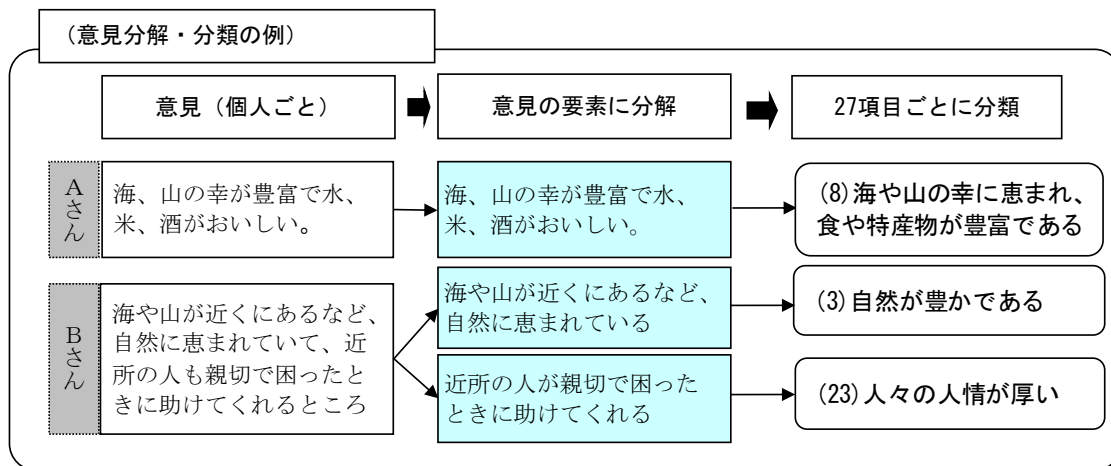 (意見分解・分類の例)
意見（個人ごと）
意見の要素に分解
27項目ごとに分類
Aさん
海、山の幸が豊富で水、
米、酒がおいしい。
海、山の幸が豊富で水、
米、酒がおいしい。
(8)海や山の幸に恵まれ、
食や特産物が豊富である
Bさん
海や山が近くにあるなど、
自然に恵まれていて、近
所の人も親切で困ったと
きに助けてくれるところ
海や山が近くにあるなど、
自然に恵まれている
(3)自然が豊かである
近所の人が親切で困った
ときに助けてくれる
(23)人々の人情が厚い